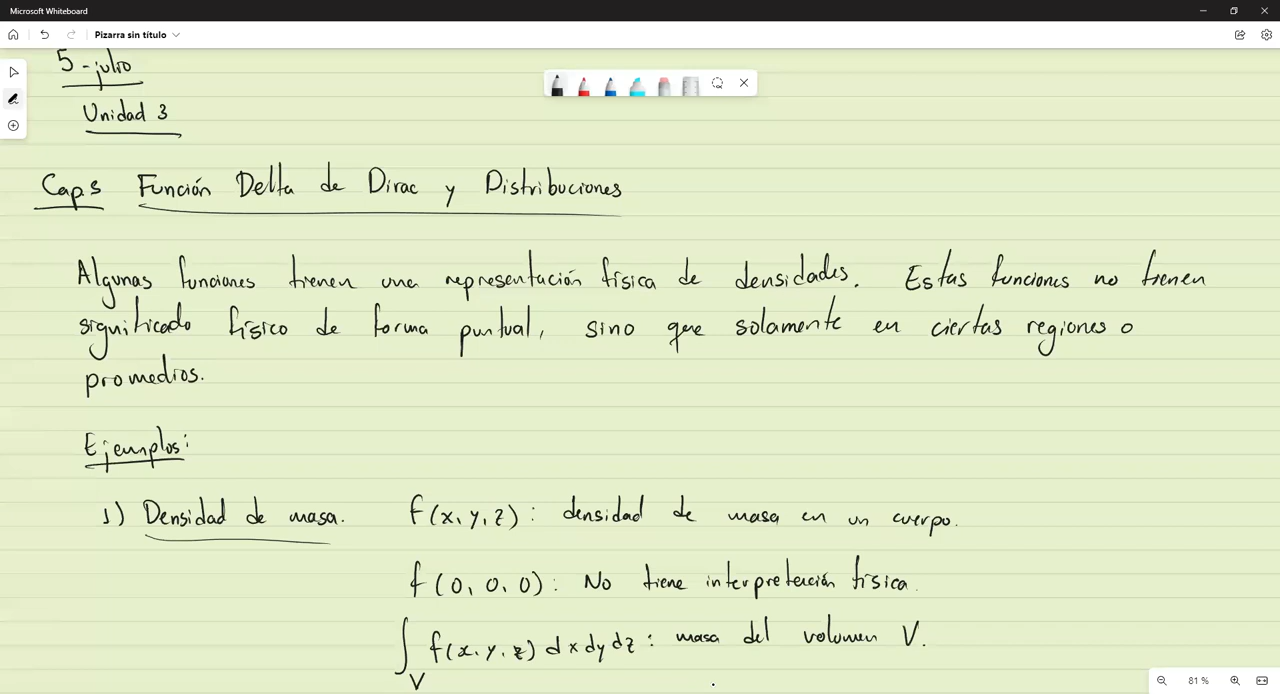 Microsoft Whiteboard
Pizarra sin título
5-julio
Unidad 3
Cap.5 Función Delta de Dirac y Distribuciones
Algunas funciones tienen una representación física de densidades. Estas funciones no tienen
significado físico de forma puntual, sino que solamente en ciertas regiones o
promedios.
Ejemplos:
1) Densidad de masa. f(x,y,z): densidad de masa en un cuerpo.
f(0,0,0): No tiene interpretación física.
∫_V f(x,y,z) dx dy dz: masa del volumen V.
81 %